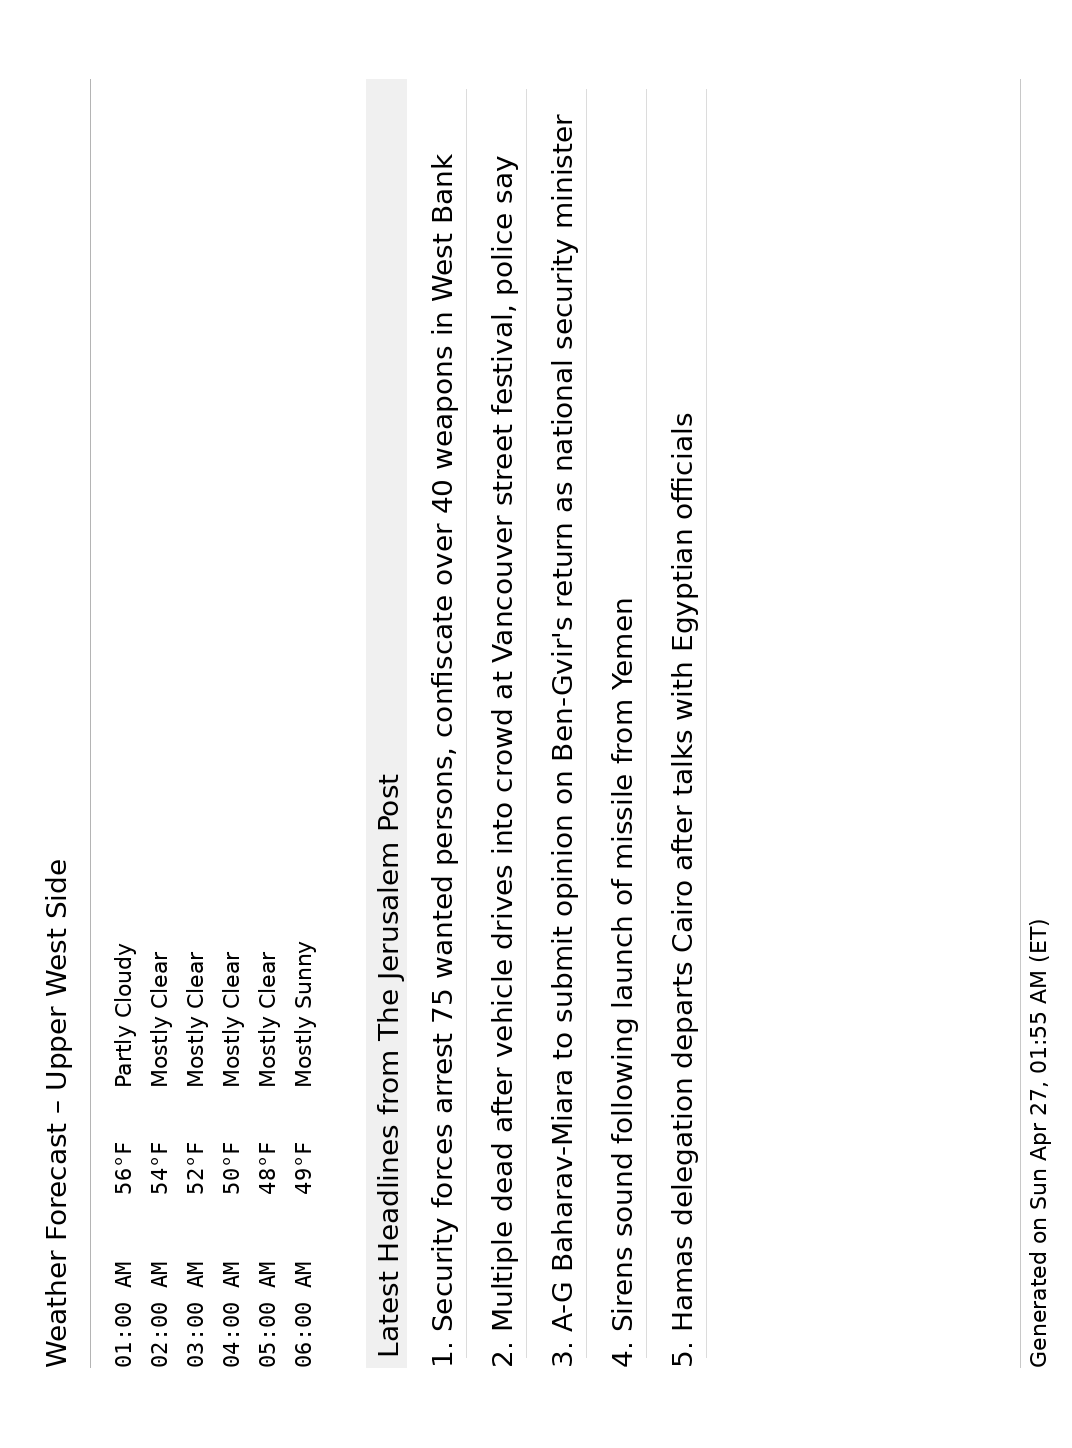 Weather Forecast – Upper West Side
01:00 AM 56°F Partly Cloudy
02:00 AM 54°F Mostly Clear
03:00 AM 52°F Mostly Clear
04:00 AM 50°F Mostly Clear
05:00 AM 48°F Mostly Clear
06:00 AM 49°F Mostly Sunny
Latest Headlines from The Jerusalem Post
1. Security forces arrest 75 wanted persons, confiscate over 40 weapons in West Bank
2. Multiple dead after vehicle drives into crowd at Vancouver street festival, police say
3. A-G Baharav-Miara to submit opinion on Ben-Gvir's return as national security minister
4. Sirens sound following launch of missile from Yemen
5. Hamas delegation departs Cairo after talks with Egyptian officials
Generated on Sun Apr 27, 01:55 AM (ET)